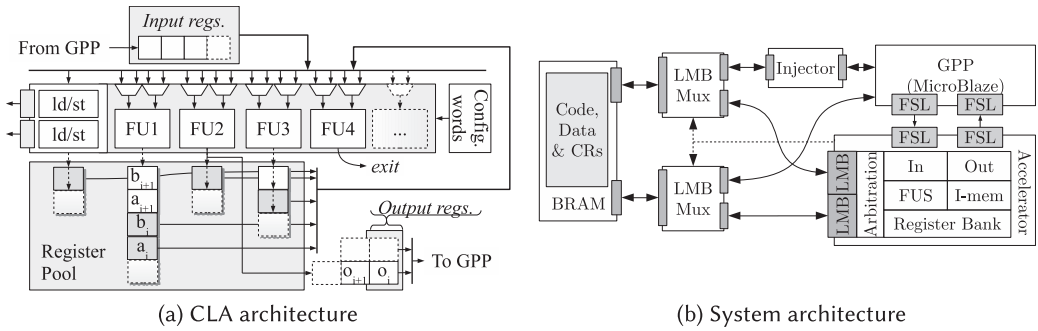 Input regs.
From GPP
ld/st
ld/st
FU1
FU2
FU3
FU4
...
Config.
words
exit
b i+1
a i+1
b i
a i
Register
Pool
Output regs.
o i+1
o i
To GPP
(a) CLA architecture
Code,
Data
& CRs
BRAM
LMB
Mux
LMB
Mux
Injector
GPP
(MicroBlaze)
FSL
FSL
FSL
FSL
LMB
LMB
Arbitration
In
Out
FUS
I-mem
Register Bank
Accelerator
(b) System architecture